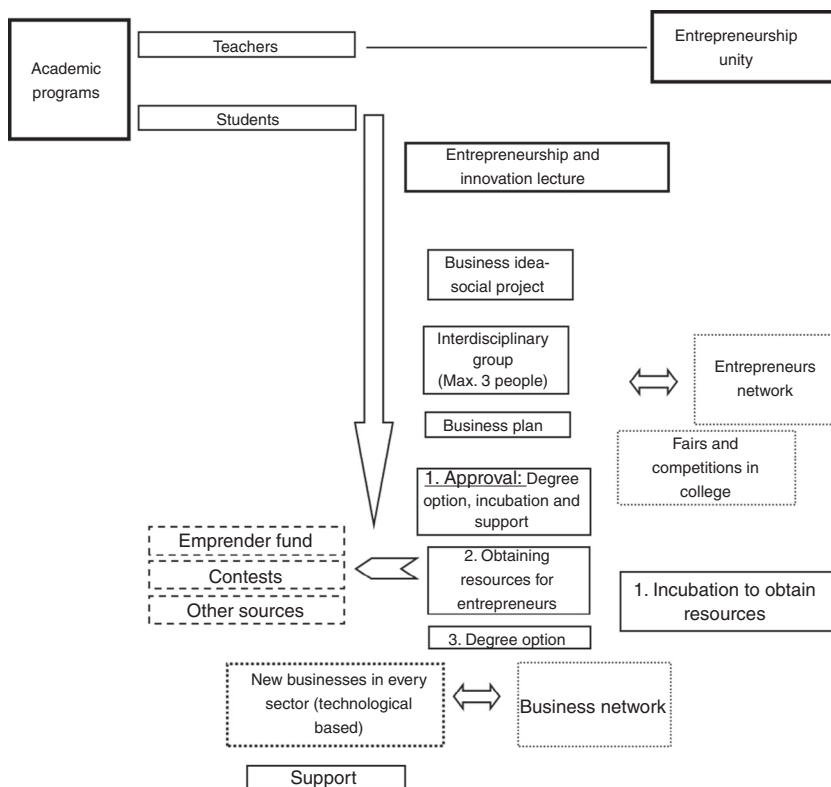 Academic
programs
Teachers
Students
Entrepreneurship
unity
Entrepreneurship and
innovation lecture
Business idea-
social project
Interdisciplinary
group
(Max. 3 people)
Entrepreneurs
network
Business plan
Fairs and
competitions in
college
1. Approval: Degree
option, incubation and
support
Emprender fund
Contests
Other sources
2. Obtaining
resources for
entrepreneurs
1. Incubation to obtain
resources
3. Degree option
New businesses in every
sector (technological
based)
Business network
Support